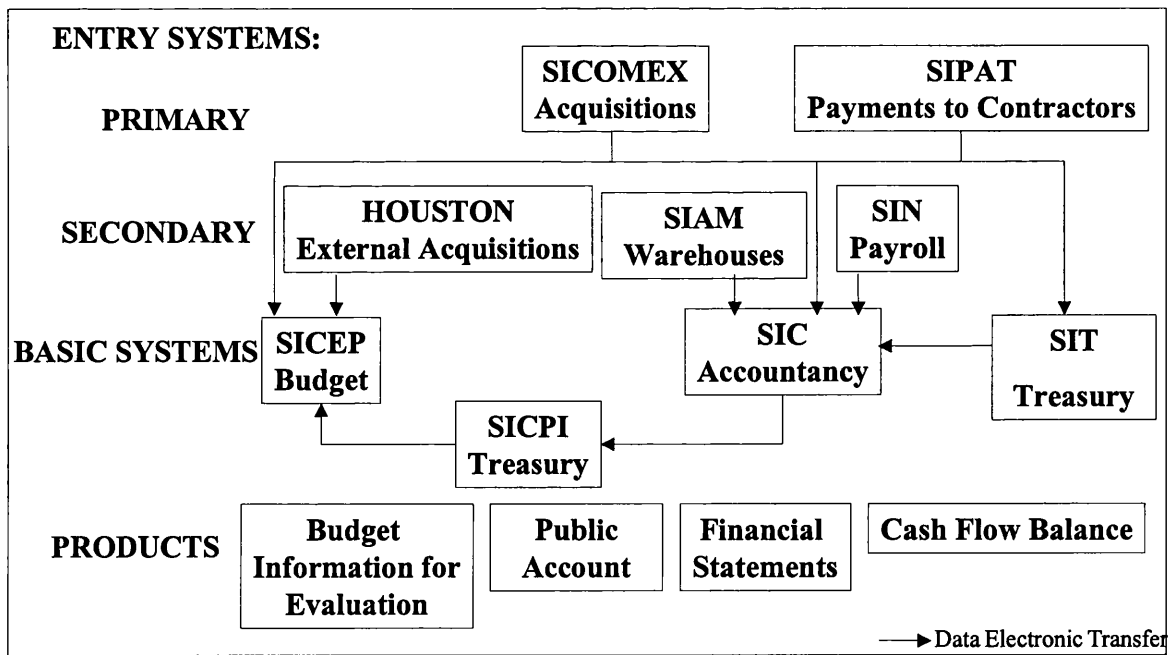 ENTRY SYSTEMS:
SICOMEX
Acquisitions
SIPAT
Payments to Contractors
PRIMARY
SECONDARY
HOUSTON
External Acquisitions
SIAM
Warehouses
SIN
Payroll
BASIC SYSTEMS
SICEP
Budget
SIC
Accountancy
SIT
Treasury
SICPI
Treasury
PRODUCTS
Budget
Information for
Evaluation
Public
Account
Financial
Statements
Cash Flow Balance
Data Electronic Transfer